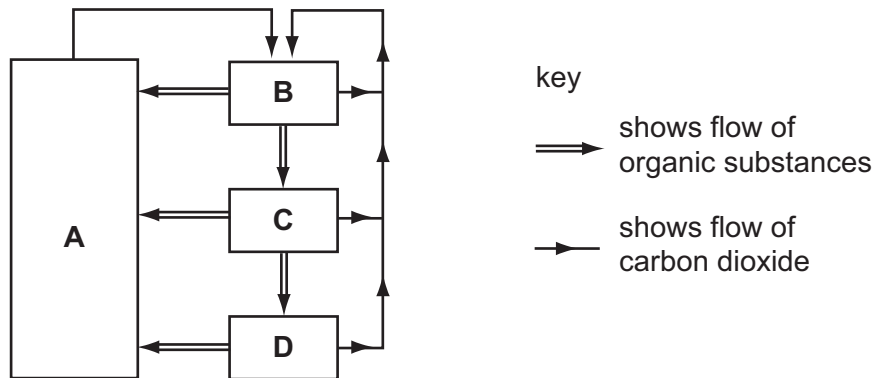 A
B
C
D
key
shows flow of
organic substances
shows flow of
carbon dioxide